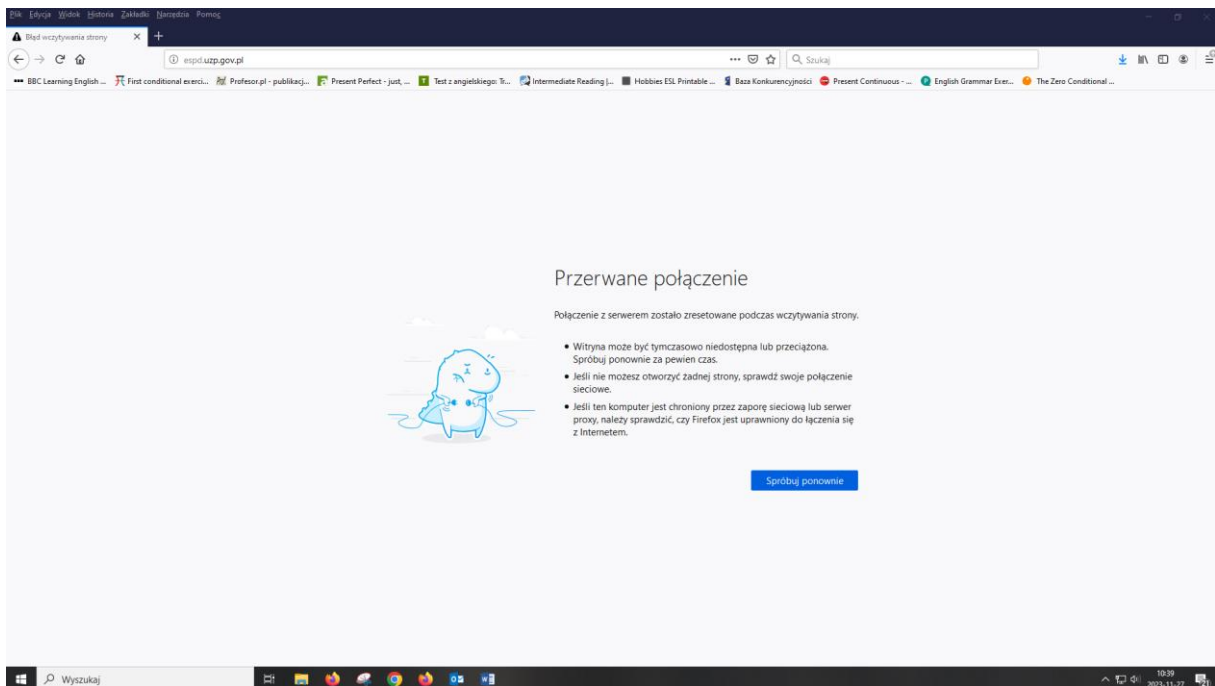 Plik Edycja Widok Historia Zakładki Narzędzia Pomoc
Błąd wczytywania strony
espd.uzp.gov.pl
Szukaj
BBC Learning English ... First conditional exerci... Profesor.pl - publikacj... Present Perfect - just, ... Test z angielskiego: Tr... Intermediate Reading |... Hobbies ESL Printable ... Baza Konkurencyjności Present Continuous - ... English Grammar Exer... The Zero Conditional ...
Przerwane połączenie
Połączenie z serwerem zostało zresetowane podczas wczytywania strony.
• Witryna może być tymczasowo niedostępna lub przeciążona.
Spróbuj ponownie za pewien czas.
• Jeśli nie możesz otworzyć żadnej strony, sprawdź swoje połączenie
sieciowe.
• Jeśli ten komputer jest chroniony przez zaporę sieciową lub serwer
proxy, należy sprawdzić, czy Firefox jest uprawniony do łączenia się
z Internetem.
Spróbuj ponownie
Wyszukaj
10:39
2023-11-27
21